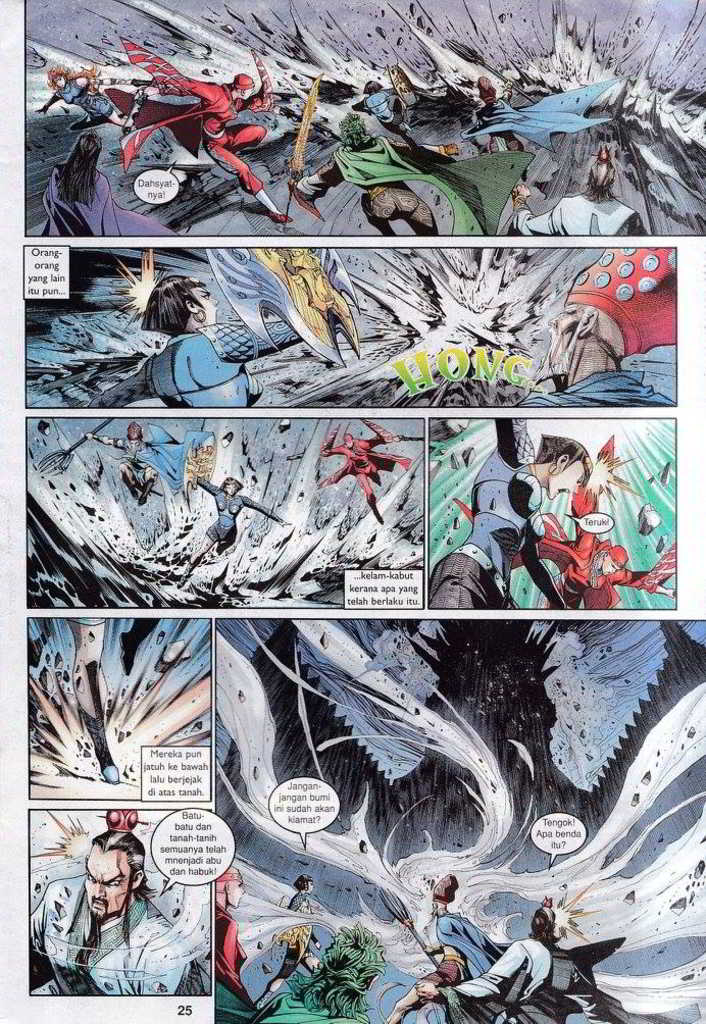 Dahsyat-
nya!
Orang-
orang
yang lain
itu pun...
HONG
...kelam-kabut
kerana apa yang
telah berlaku itu.
Teruk!
Mereka pun
jatuh ke bawah
lalu berjejak
di atas tanah.
Batu-
batu dan
tanah-tanih
semuanya telah
mnenjadi abu
dan habuk!
Jangan-
jangan bumi
ini sudah akan
kiamat?
Tengok!
Apa benda
itu?
25